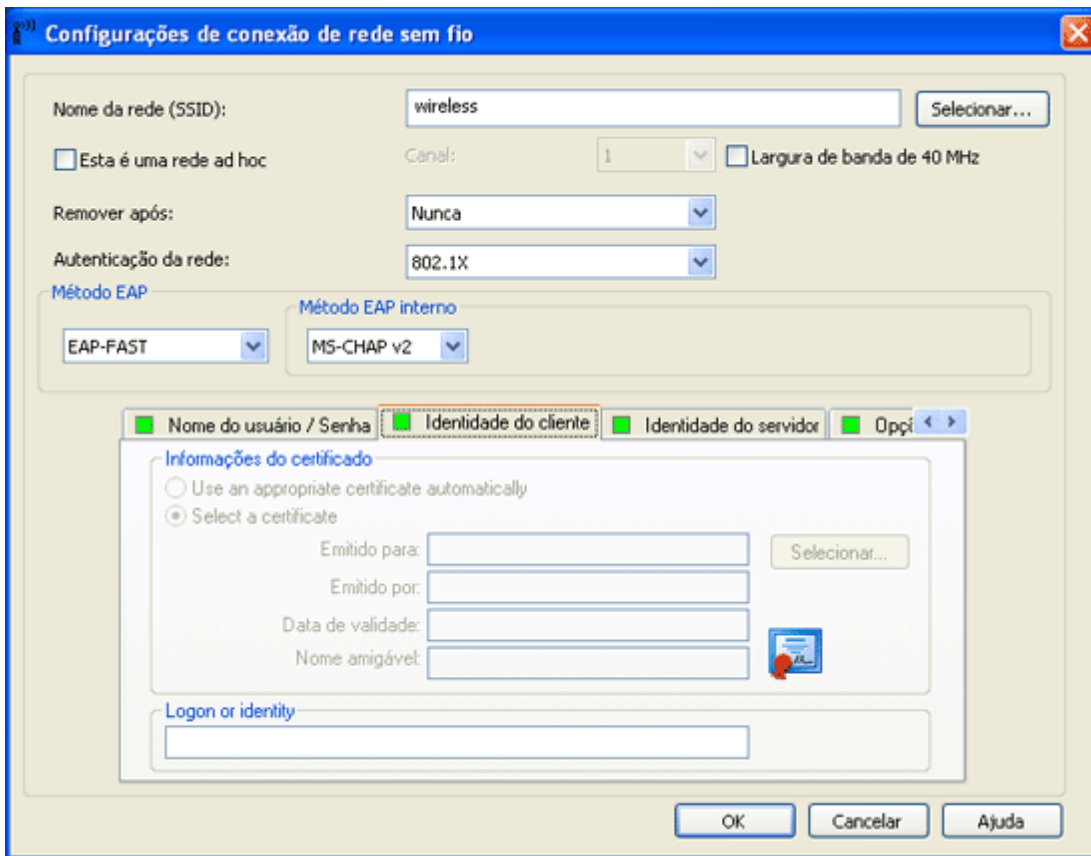 Configurações de conexão de rede sem fio
Nome da rede (SSID): wireless Selecionar...
Esta é uma rede ad hoc Canal: 1 Largura de banda de 40 MHz
Remover após: Nunca
Autenticação da rede: 802.1X
Método EAP
Método EAP interno
EAP-FAST MS-CHAP v2
Nome do usuário / Senha Identidade do cliente Identidade do servidor Opçã
Informações do certificado
Use an appropriate certificate automatically
Select a certificate
Emitido para: Selecionar...
Emitido por:
Data de validade:
Nome amigável:
Logon or identity
OK Cancelar Ajuda